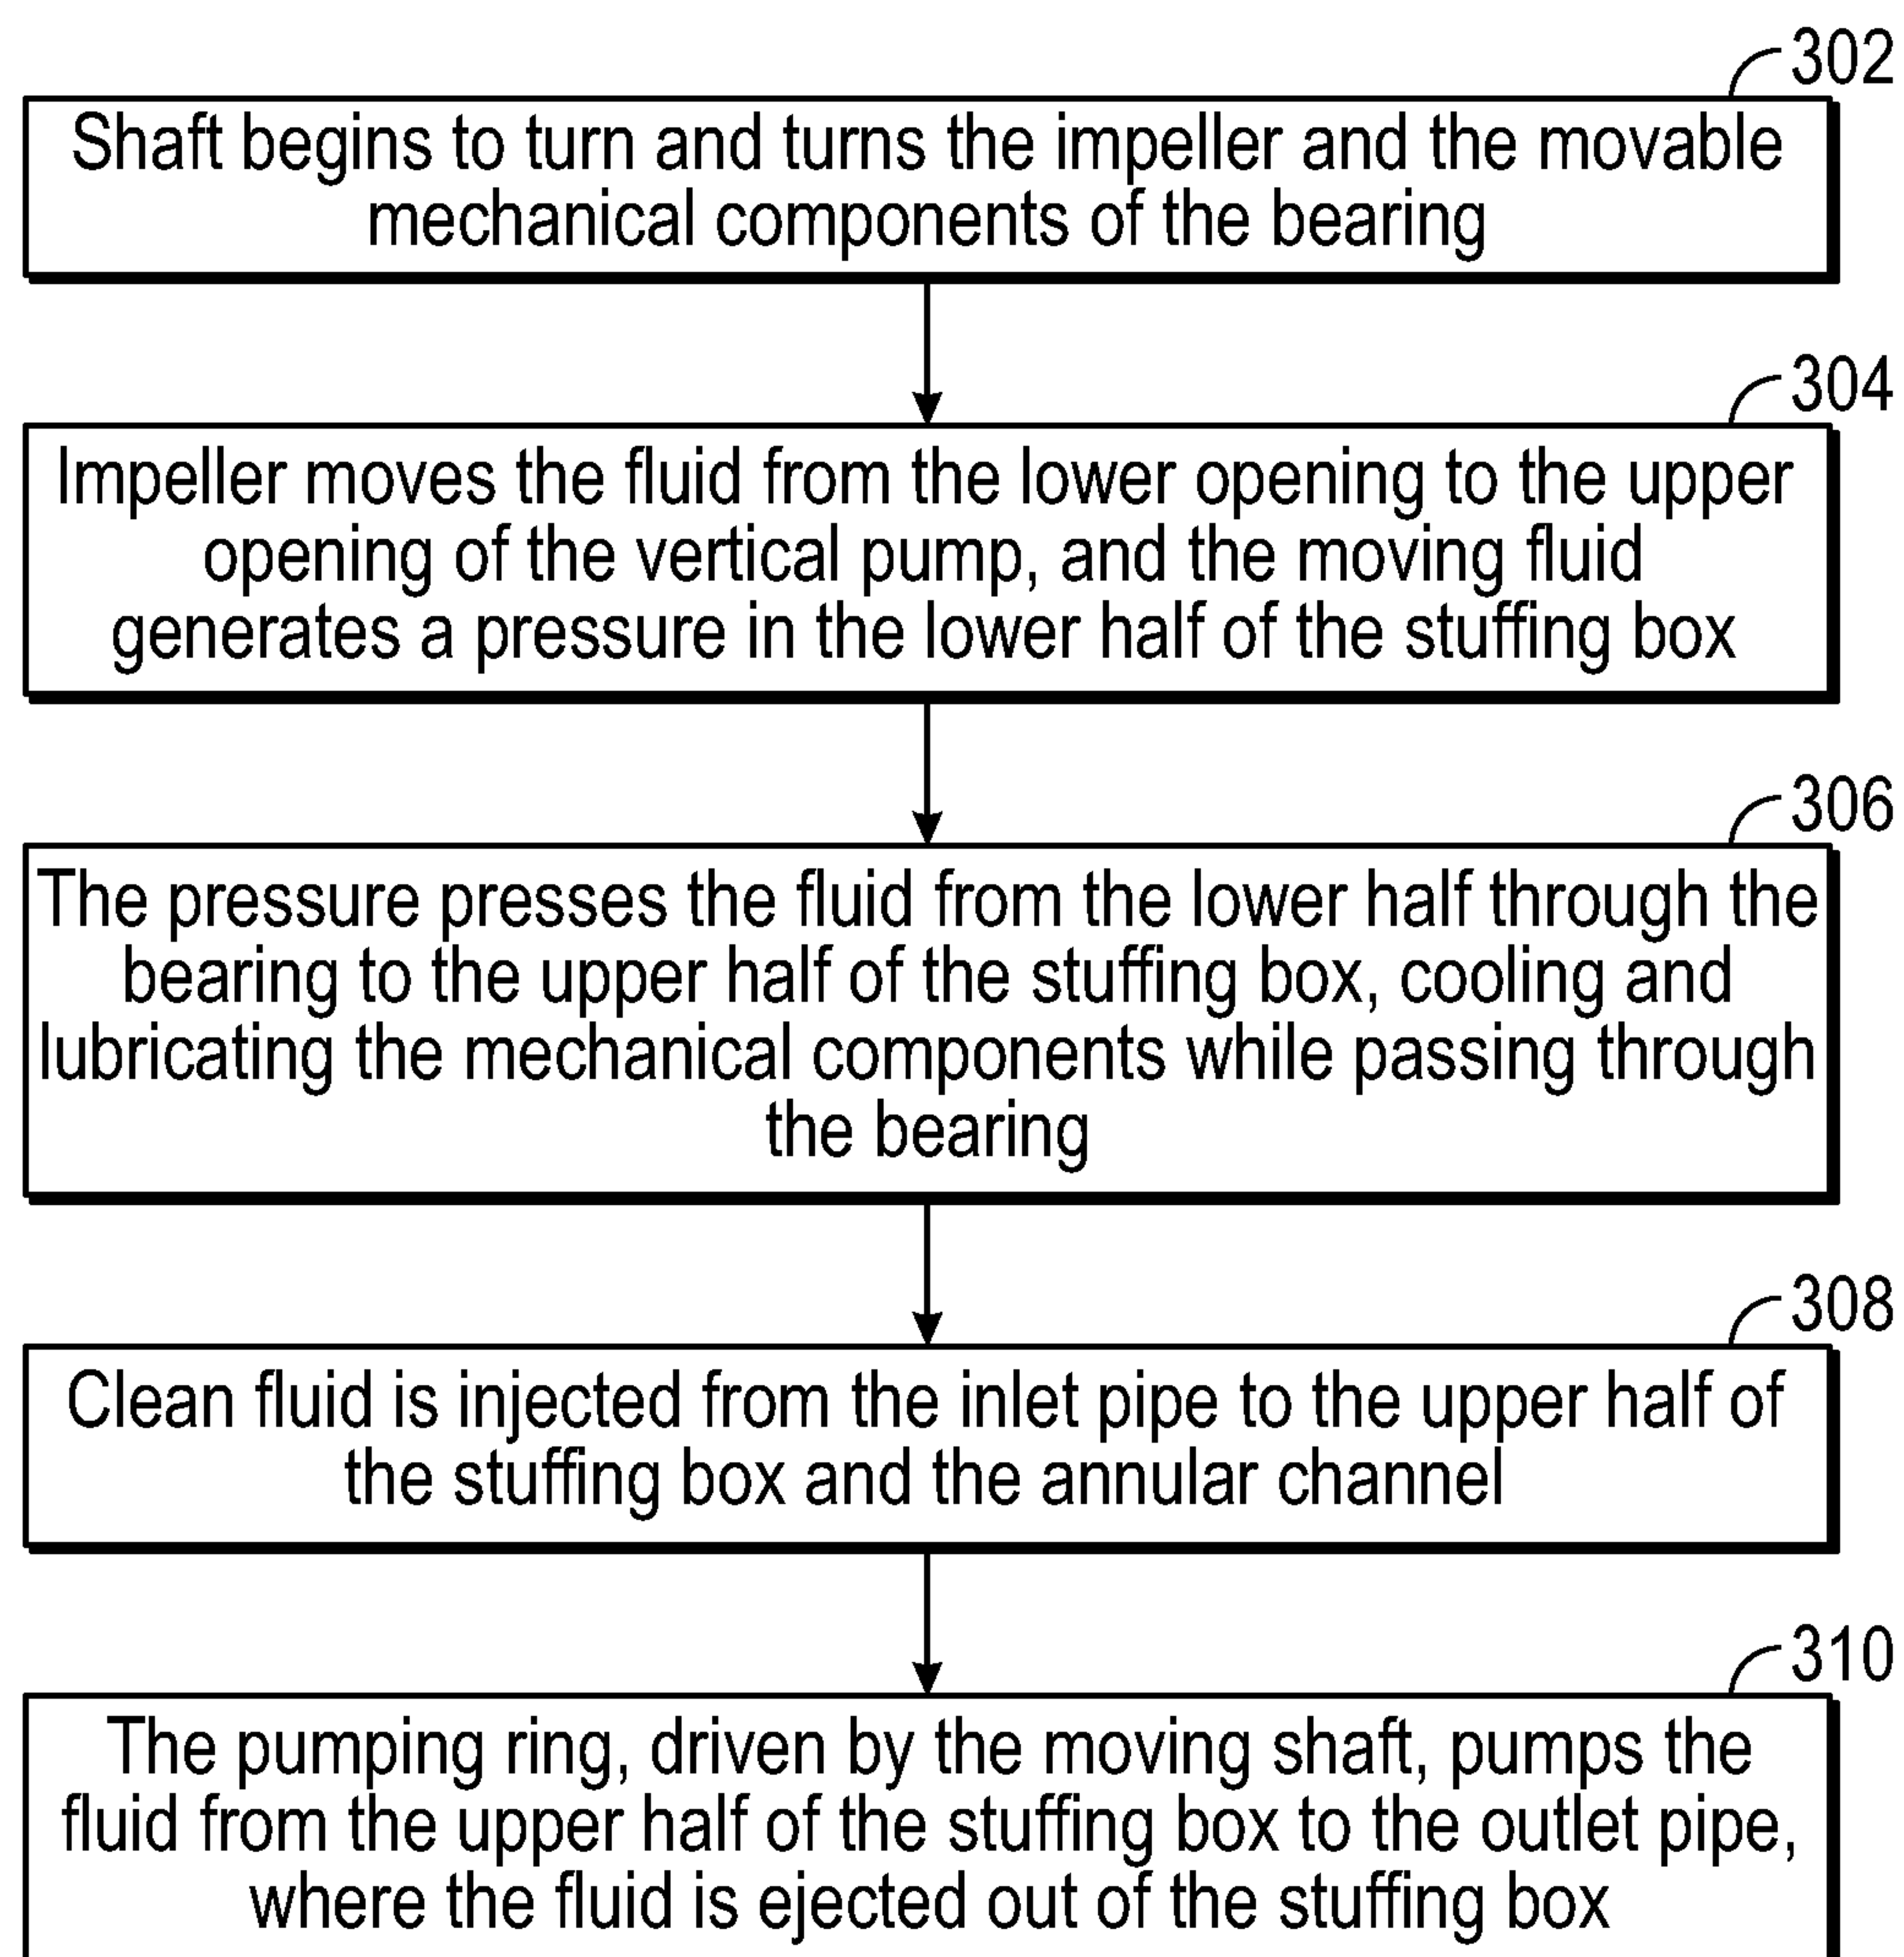 302
Shaft begins to turn and turns the impeller and the movable
mechanical components of the bearing
304
Impeller moves the fluid from the lower opening to the upper
opening of the vertical pump, and the moving fluid
generates a pressure in the lower half of the stuffing box
306
The pressure presses the fluid from the lower half through the
bearing to the upper half of the stuffing box, cooling and
lubricating the mechanical components while passing through
the bearing
308
Clean fluid is injected from the inlet pipe to the upper half of
the stuffing box and the annular channel
310
The pumping ring, driven by the moving shaft, pumps the
fluid from the upper half of the stuffing box to the outlet pipe,
where the fluid is ejected out of the stuffing box